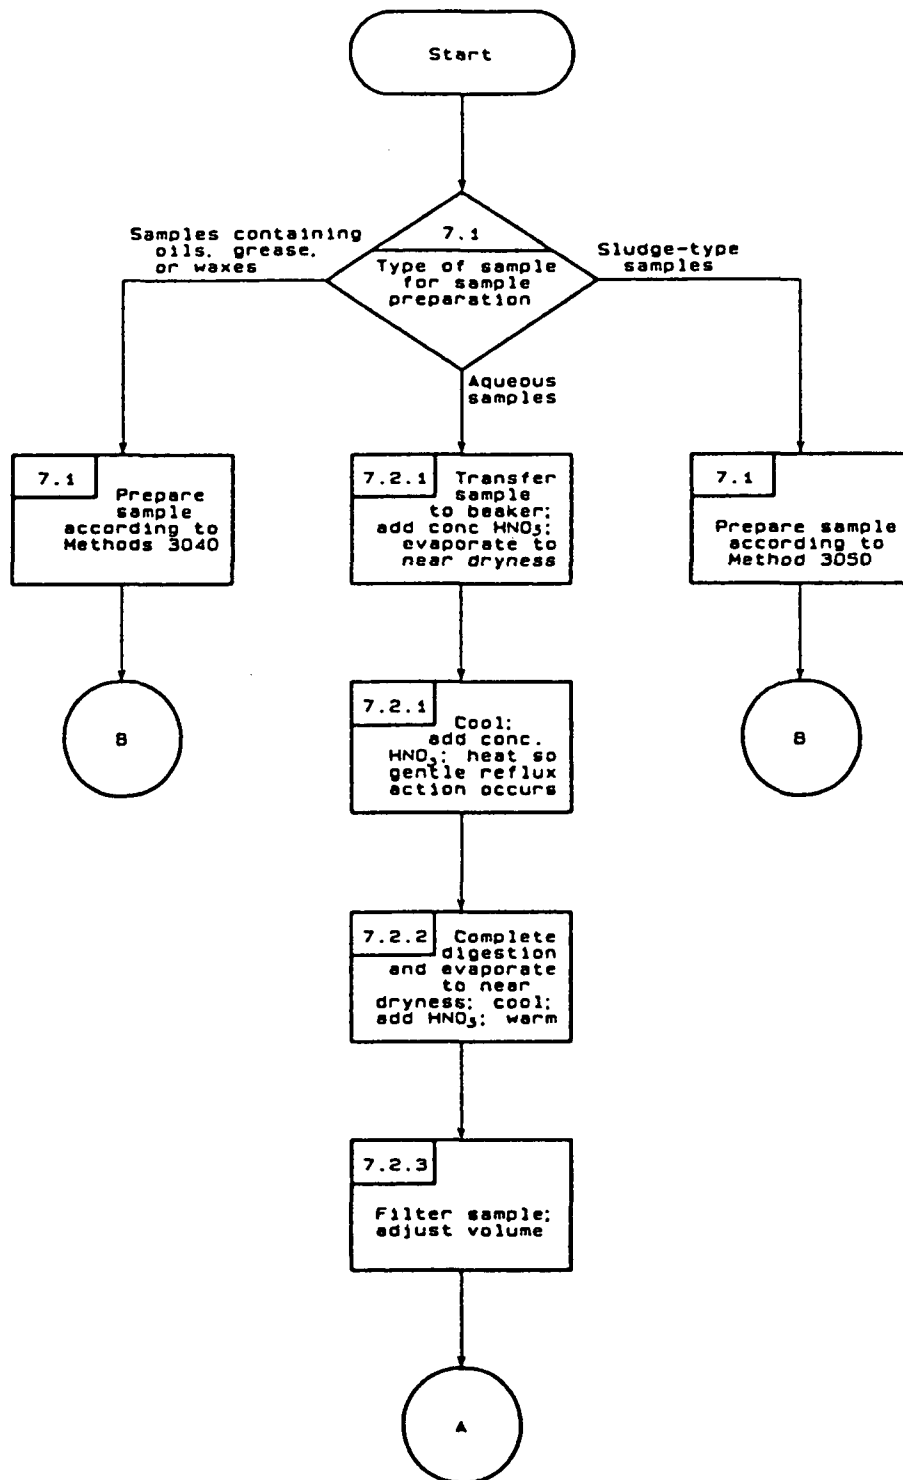 Start
7.1
Type of sample
for sample
preparation
Samples containing
oils, grease,
or waxes
Sludge-type
samples
Aqueous
samples
7.1
Prepare
sample
according to
Methods 3040
7.2.1 Transfer
sample
to beaker;
add conc HNO₃;
evaporate to
near dryness
7.1
Prepare sample
according to
Method 3050
B
7.2.1
Cool;
add conc.
HNO₃; heat so
gentle reflux
action occurs
B
7.2.2 Complete
digestion
and evaporate
to near
dryness; cool;
add HNO₃; warm
7.2.3
Filter sample;
adjust volume
A